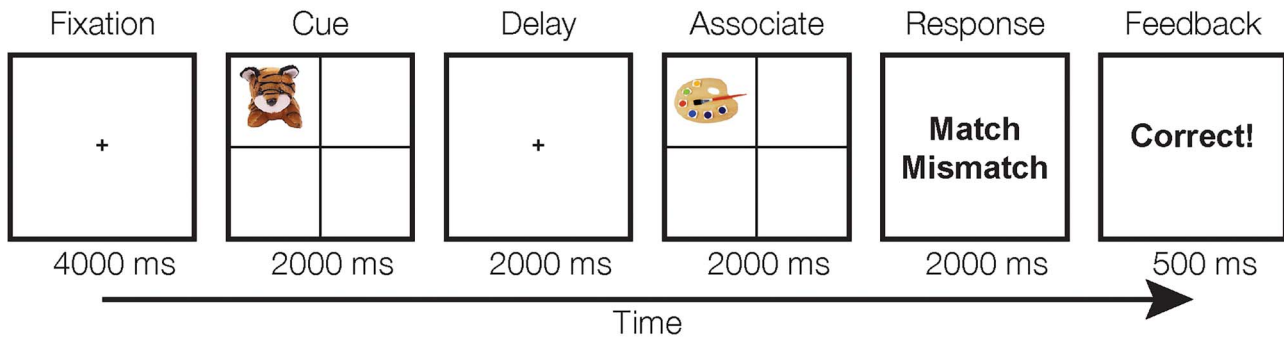 Fixation Cue Delay Associate Response Feedback
+ + Match Correct!
Mismatch
4000 ms 2000 ms 2000 ms 2000 ms 2000 ms 500 ms
Time